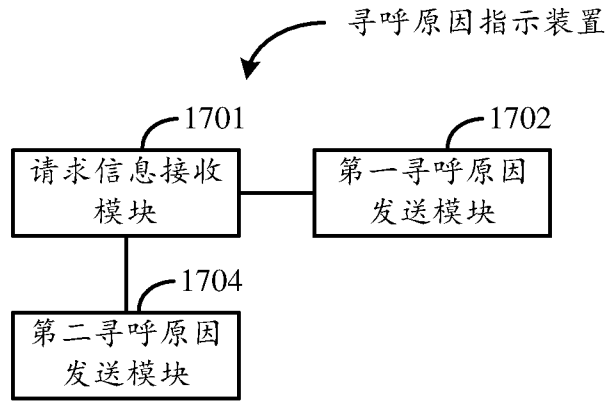 寻呼原因指示装置
1701
1702
请求信息接收
模块
第一寻呼原因
发送模块
1704
第二寻呼原因
发送模块